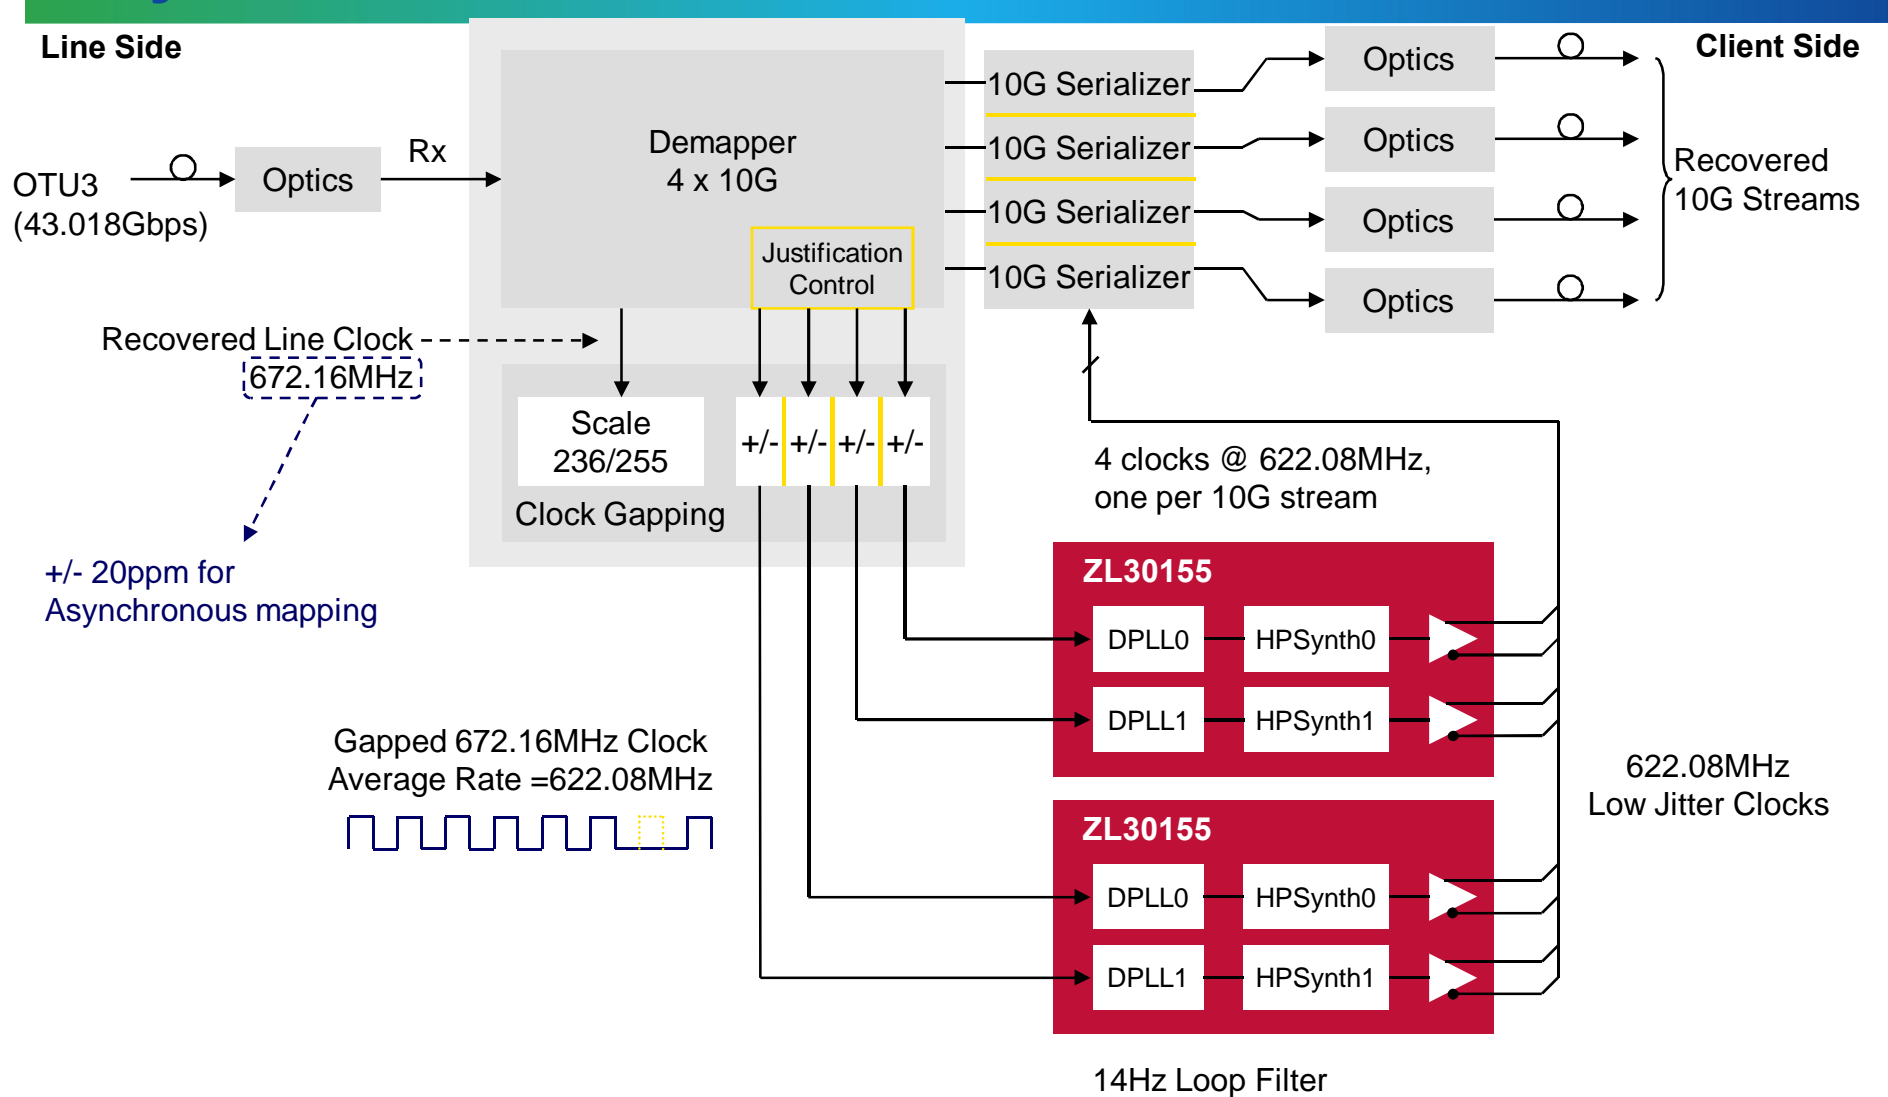 Line Side
Client Side
OTU3
(43.018Gbps)
Optics
Rx
Demapper
4 x 10G
Justification
Control
10G Serializer
10G Serializer
10G Serializer
10G Serializer
Optics
Optics
Optics
Optics
Recovered
10G Streams
Recovered Line Clock
672.16MHz
Scale
236/255
+/-
+/-
+/-
+/-
Clock Gapping
4 clocks @ 622.08MHz,
one per 10G stream
+/- 20ppm for
Asynchronous mapping
ZL30155
DPLL0
HPSynth0
DPLL1
HPSynth1
Gapped 672.16MHz Clock
Average Rate =622.08MHz
622.08MHz
Low Jitter Clocks
ZL30155
DPLL0
HPSynth0
DPLL1
HPSynth1
14Hz Loop Filter